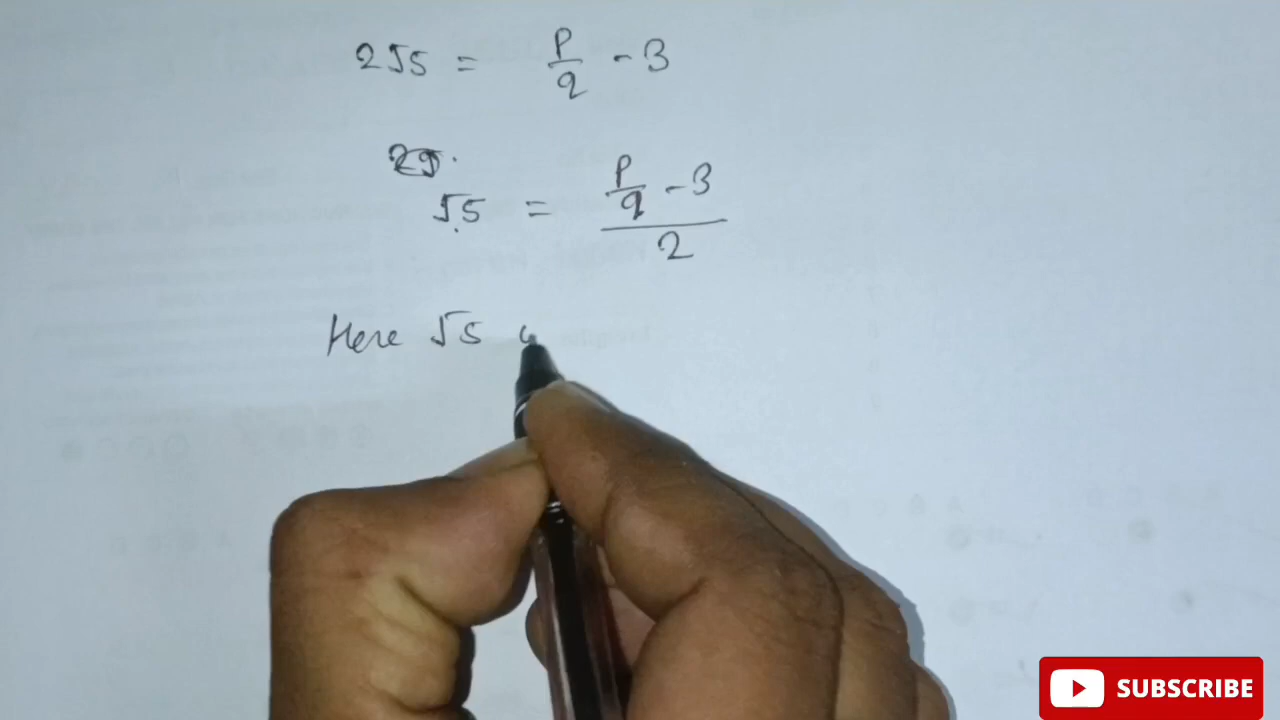 2√5 = p/q - 3
√5 = (p/q - 3)/2
Here √5
SUBSCRIBE